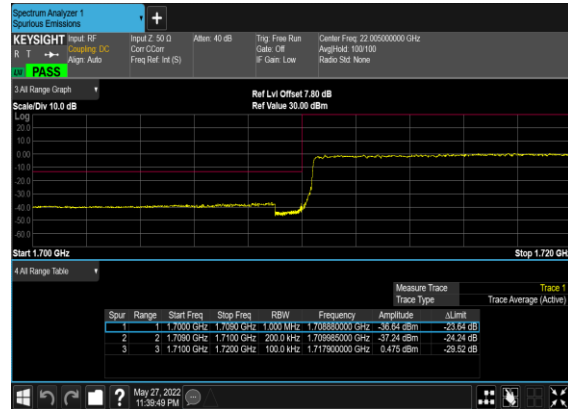 Spectrum Analyzer 1
Spurious Emissions
KEYSIGHT Input: RF Input Z: 50 Ω Atten: 40 dB Trig: Free Run Center Freq: 22.005000000 GHz
R T Coupling: DC Corr CCorr Gate: Off Avg|Hold: 100/100
Align: Auto Freq Ref: Int (S) IF Gain: Low Radio Std: None
LW PASS
3 All Range Graph
Ref Lvl Offset 7.80 dB
Scale/Div 10.0 dB Ref Value 30.00 dBm
Log
20.0
10.0
0.00
-10.0
-20.0
-30.0
-40.0
-50.0
-60.0
Start 1.700 GHz Stop 1.720 GHz
4 All Range Table
Measure Trace Trace 1
Trace Type Trace Average (Active)
Spur Range Start Freq Stop Freq RBW Frequency Amplitude ΔLimit
1 1 1.7000 GHz 1.7090 GHz 1.000 MHz 1.708880000 GHz -36.64 dBm -23.64 dB
2 2 1.7090 GHz 1.7100 GHz 200.0 kHz 1.709985000 GHz -37.24 dBm -24.24 dB
3 3 1.7100 GHz 1.7200 GHz 100.0 kHz 1.717900000 GHz 0.475 dBm -29.52 dB
May 27, 2022
11:39:49 PM